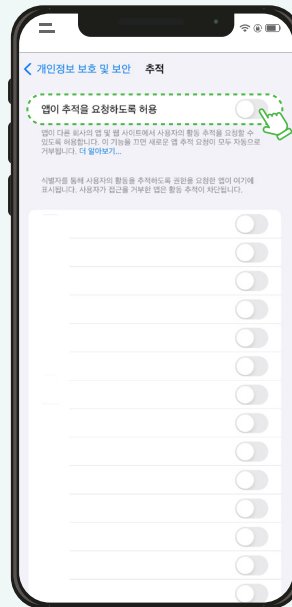 개인정보 보호 및 보안 추적
앱이 추적을 요청하도록 허용
앱이 다른 회사의 앱 및 웹 사이트에서 사용자의 활동 추적을 요청할 수
있도록 허용합니다. 이 기능을 끄면 새로운 앱 추적 요청이 모두 자동으로
거부됩니다. 더 알아보기...
식별자를 통해 사용자의 활동을 추적하도록 권한을 요청한 앱이 여기에
표시됩니다. 사용자가 접근을 거부한 앱은 활동 추적이 차단됩니다.